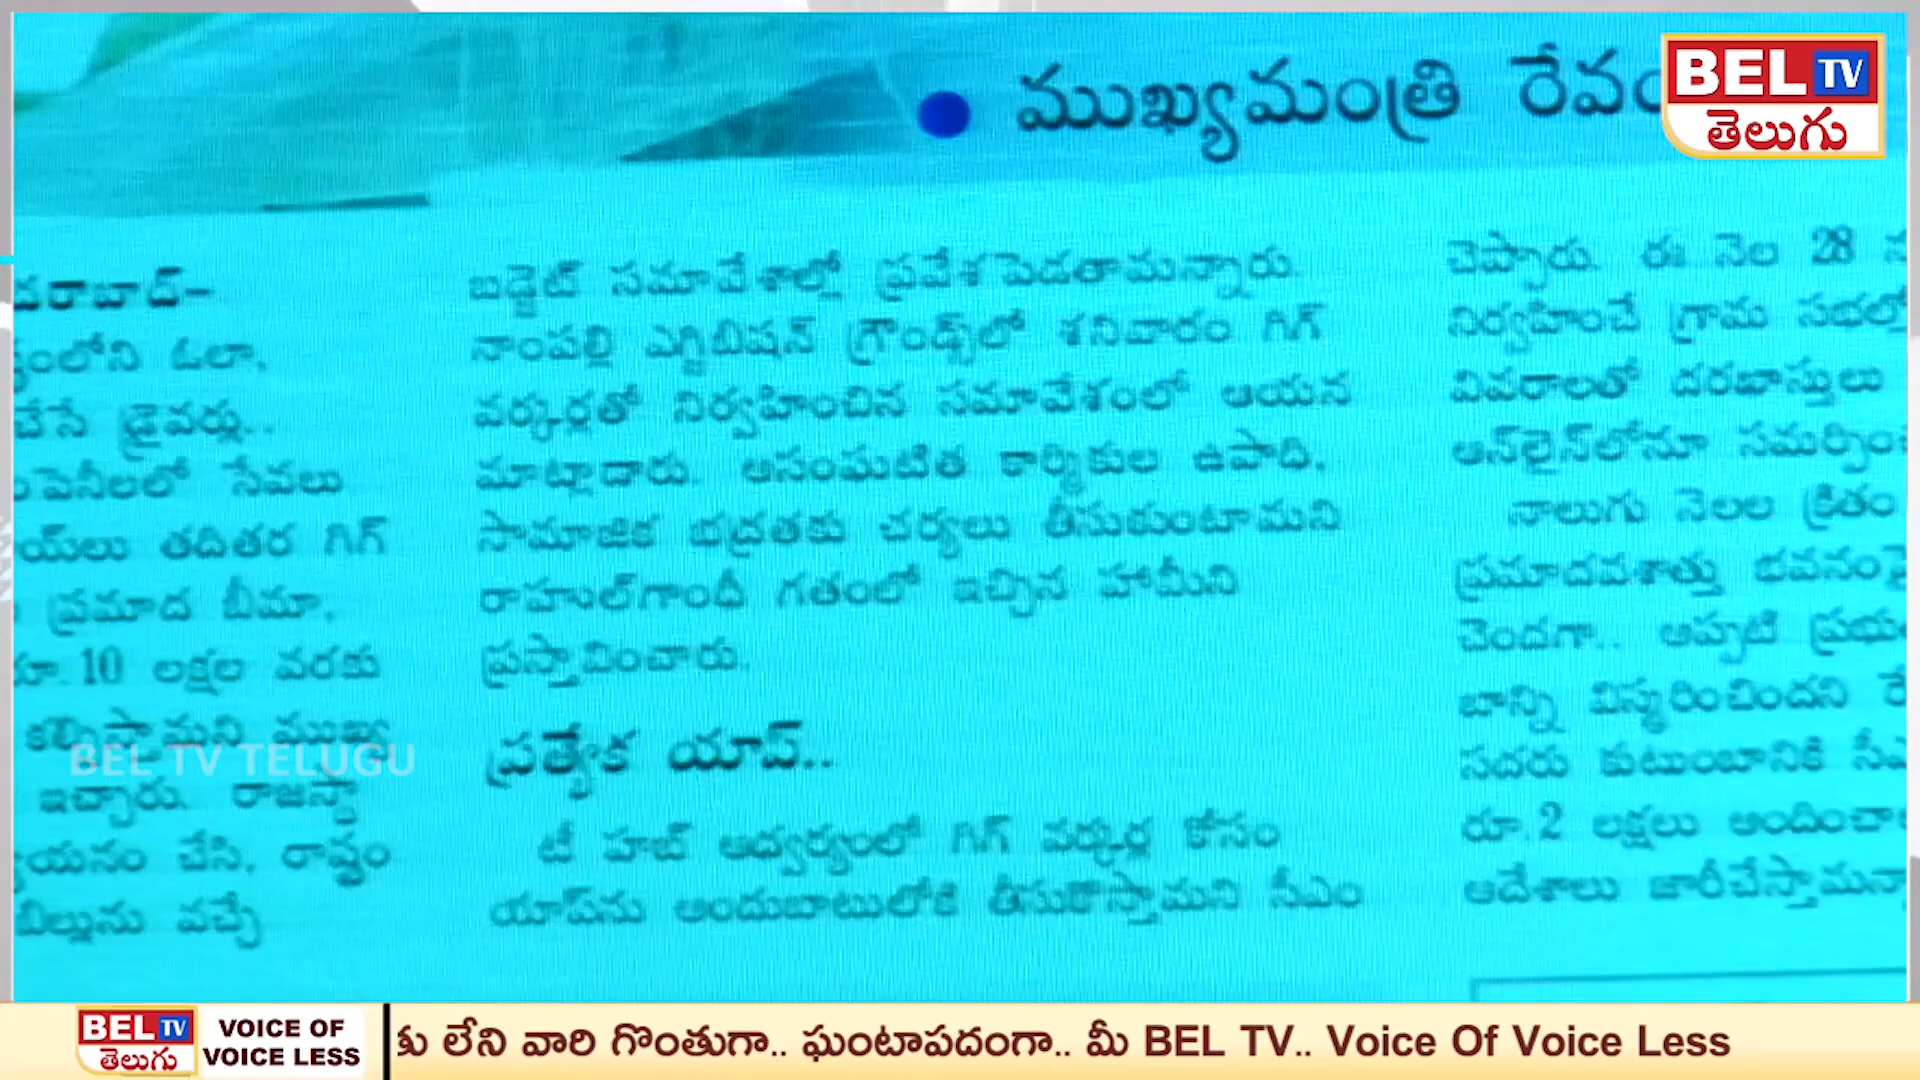 ● ముఖ్యమంత్రి రేవం
BEL TV
తెలుగు
దరాబాద్–
ంలోని ఓలా,
చేసే డ్రైవర్లు..
పెనీలలో సేవలు
య్‌లు తదితర గిగ్
ప్రమాద బీమా,
రూ. 10 లక్షల వరకు
కల్పిస్తామని ముఖ్య
ఇచ్చారు. రాజస్థా
యనం చేసి, రాష్ట్రం
బిల్లును వచ్చే
బడ్జెట్ సమావేశాల్లో ప్రవేశపెడతామన్నారు.
నాంపల్లి ఎగ్జిబిషన్ గ్రౌండ్స్‌లో శనివారం గిగ్
వర్కర్లతో నిర్వహించిన సమావేశంలో ఆయన
మాట్లాడారు. అసంఘటిత కార్మికుల ఉపాధి,
సామాజిక భద్రతకు చర్యలు తీసుకుంటామని
రాహుల్‌గాంధీ గతంలో ఇచ్చిన హామీని
ప్రస్తావించారు.
ప్రత్యేక యాప్..
టీ హబ్ ఆధ్వర్యంలో గిగ్ వర్కర్ల కోసం
యాప్‌ను అందుబాటులోకి తీసుకొస్తామని సీఎం
చెప్పారు. ఈ నెల 28 న
నిర్వహించే గ్రామ సభల్లో
వివరాలతో దరఖాస్తులు
ఆన్‌లైన్‌లోనూ సమర్పించ
నాలుగు నెలల క్రితం
ప్రమాదవశాత్తు భవనంపై
చెందగా.. అప్పటి ప్రభు
బాన్ని విస్మరించిందని రే
సదరు కుటుంబానికి సీఎ
రూ. 2 లక్షలు అందించా
ఆదేశాలు జారీచేస్తామన్నా
BEL TV TELUGU
BEL TV
తెలుగు
VOICE OF
VOICE LESS
కు లేని వారి గొంతుగా.. ఘంటాపదంగా.. మీ BEL TV.. Voice Of Voice Less